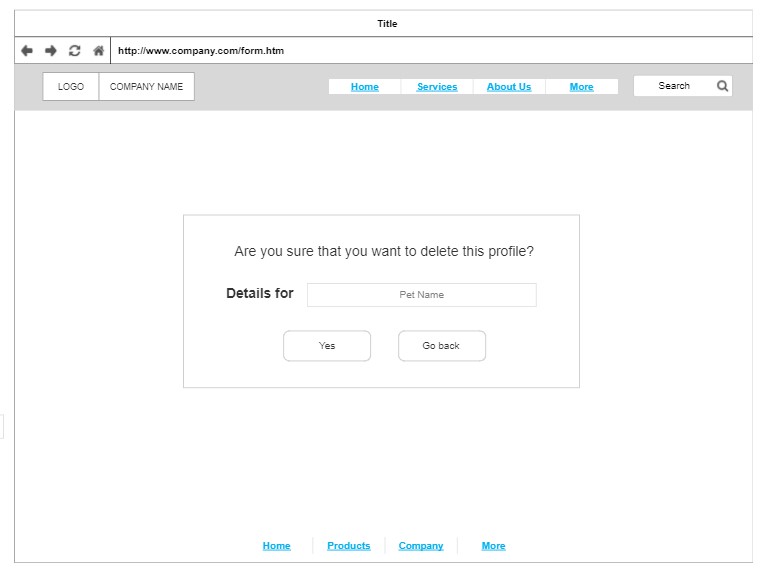 Title
http://www.company.com/form.htm
LOGO COMPANY NAME Home Services About Us More Search
Are you sure that you want to delete this profile?
Details for Pet Name
Yes Go back
Home Products Company More